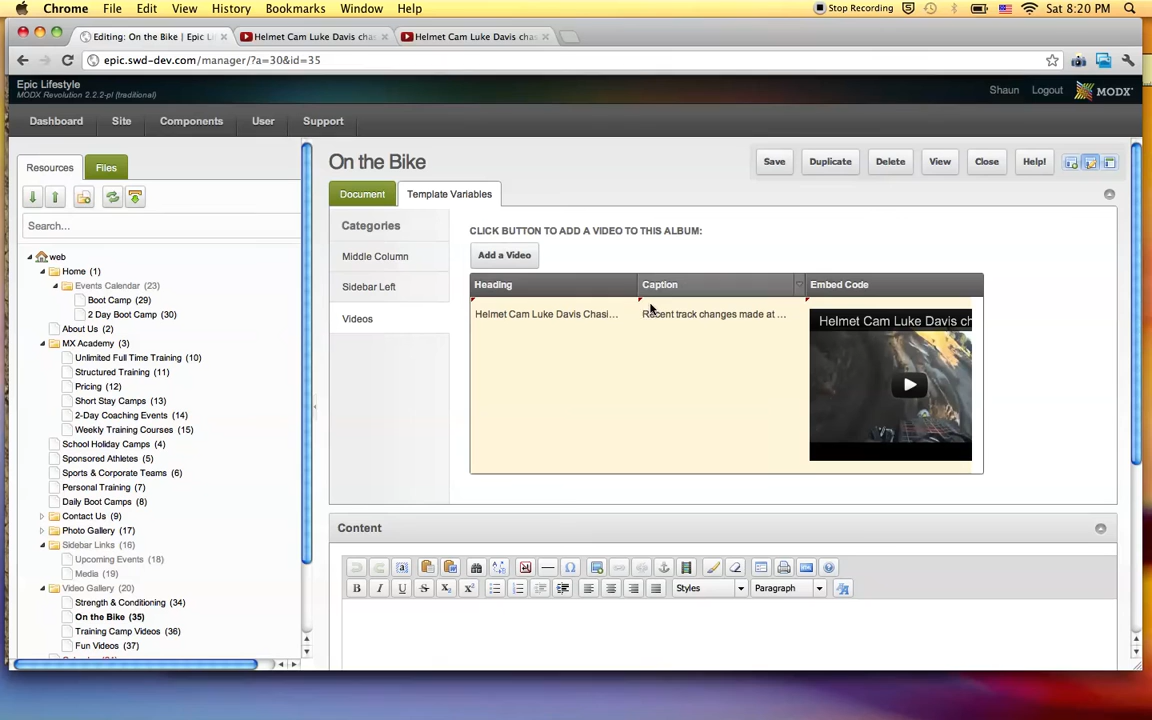 Chrome File Edit View History Bookmarks Window Help Stop Recording Sat 8:20 PM
Editing: On the Bike | Epic Li Helmet Cam Luke Davis chas Helmet Cam Luke Davis chas
epic.swd-dev.com/manager/?a=30&id=35
Epic Lifestyle
MODX Revolution 2.2.2-pl (traditional)
Shaun Logout MODX
Dashboard Site Components User Support
Resources Files
Search...
web
Home (1)
Events Calendar (23)
Boot Camp (29)
2 Day Boot Camp (30)
About Us (2)
MX Academy (3)
Unlimited Full Time Training (10)
Structured Training (11)
Pricing (12)
Short Stay Camps (13)
2-Day Coaching Events (14)
Weekly Training Courses (15)
School Holiday Camps (4)
Sponsored Athletes (5)
Sports & Corporate Teams (6)
Personal Training (7)
Daily Boot Camps (8)
Contact Us (9)
Photo Gallery (17)
Sidebar Links (16)
Upcoming Events (18)
Media (19)
Video Gallery (20)
Strength & Conditioning (34)
On the Bike (35)
Training Camp Videos (36)
Fun Videos (37)
On the Bike
Save Duplicate Delete View Close Help!
Document Template Variables
Categories
Middle Column
Sidebar Left
Videos
CLICK BUTTON TO ADD A VIDEO TO THIS ALBUM:
Add a Video
Heading Caption Embed Code
Helmet Cam Luke Davis Chasi... Recent track changes made at ...
Helmet Cam Luke Davis ch
Content
B I U S Styles Paragraph